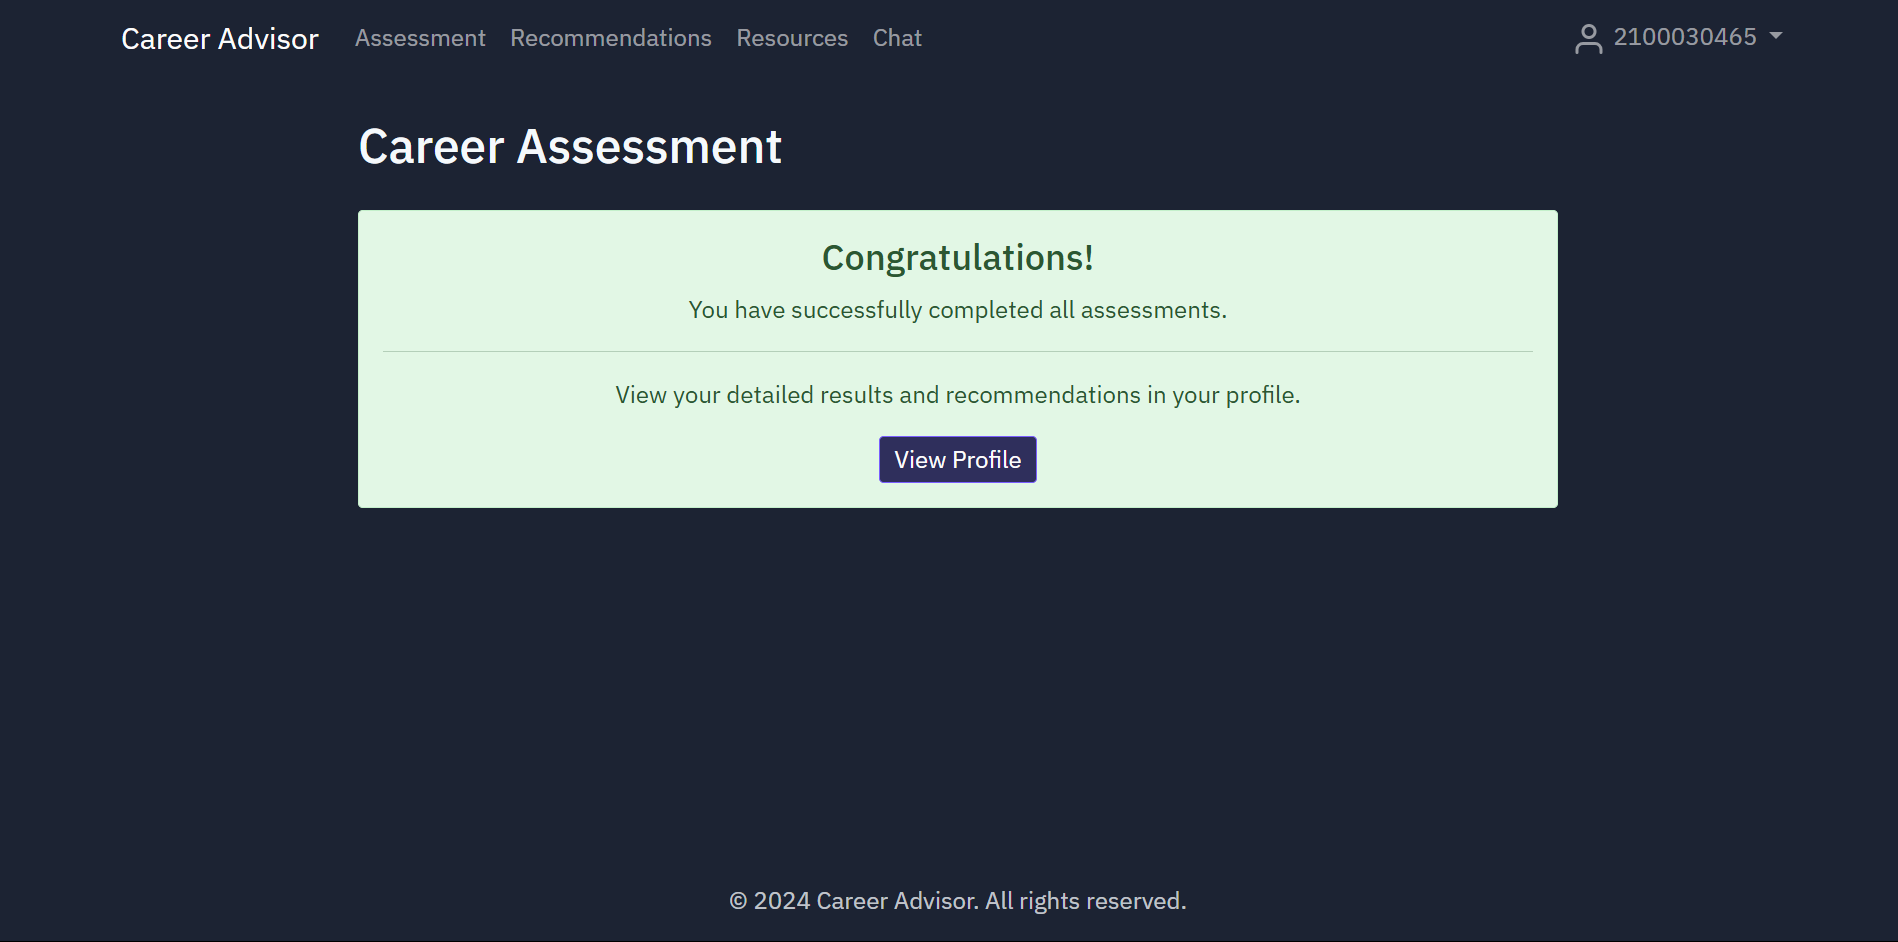 Career Advisor Assessment Recommendations Resources Chat 2100030465
Career Assessment
Congratulations!
You have successfully completed all assessments.
View your detailed results and recommendations in your profile.
View Profile
© 2024 Career Advisor. All rights reserved.